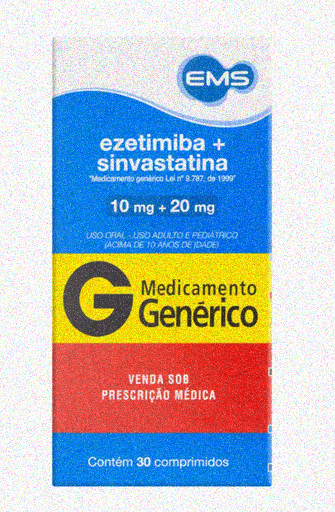 EMS
ezetimiba +
sinvastatina
"Medicamento genérico Lei nº 9.787, de 1999"
10 mg + 20 mg
USO ORAL - USO ADULTO E PEDIÁTRICO
(ACIMA DE 10 ANOS DE IDADE)
G Medicamento
Genérico
VENDA SOB
PRESCRIÇÃO MÉDICA
Contém 30 comprimidos